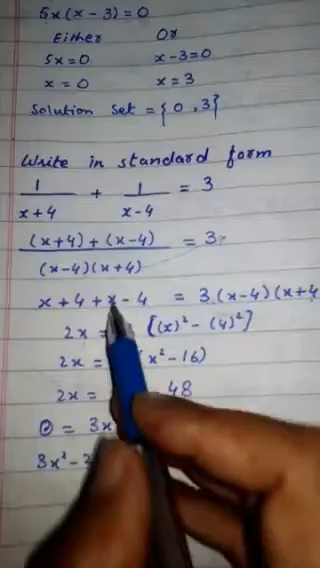 5x(x-3)=0
Either Or
5x=0 x-3=0
x=0 x=3
Solution Set = {0,3}
Write in standard form
1/(x+4) + 1/(x-4) = 3
(x+4)+(x-4)/(x-4)(x+4) = 3
x+4+x-4 = 3(x-4)(x+4
2x = [(x)²-(4)²]
2x = (x²-16)
2x = 48
0 = 3x
3x²-2